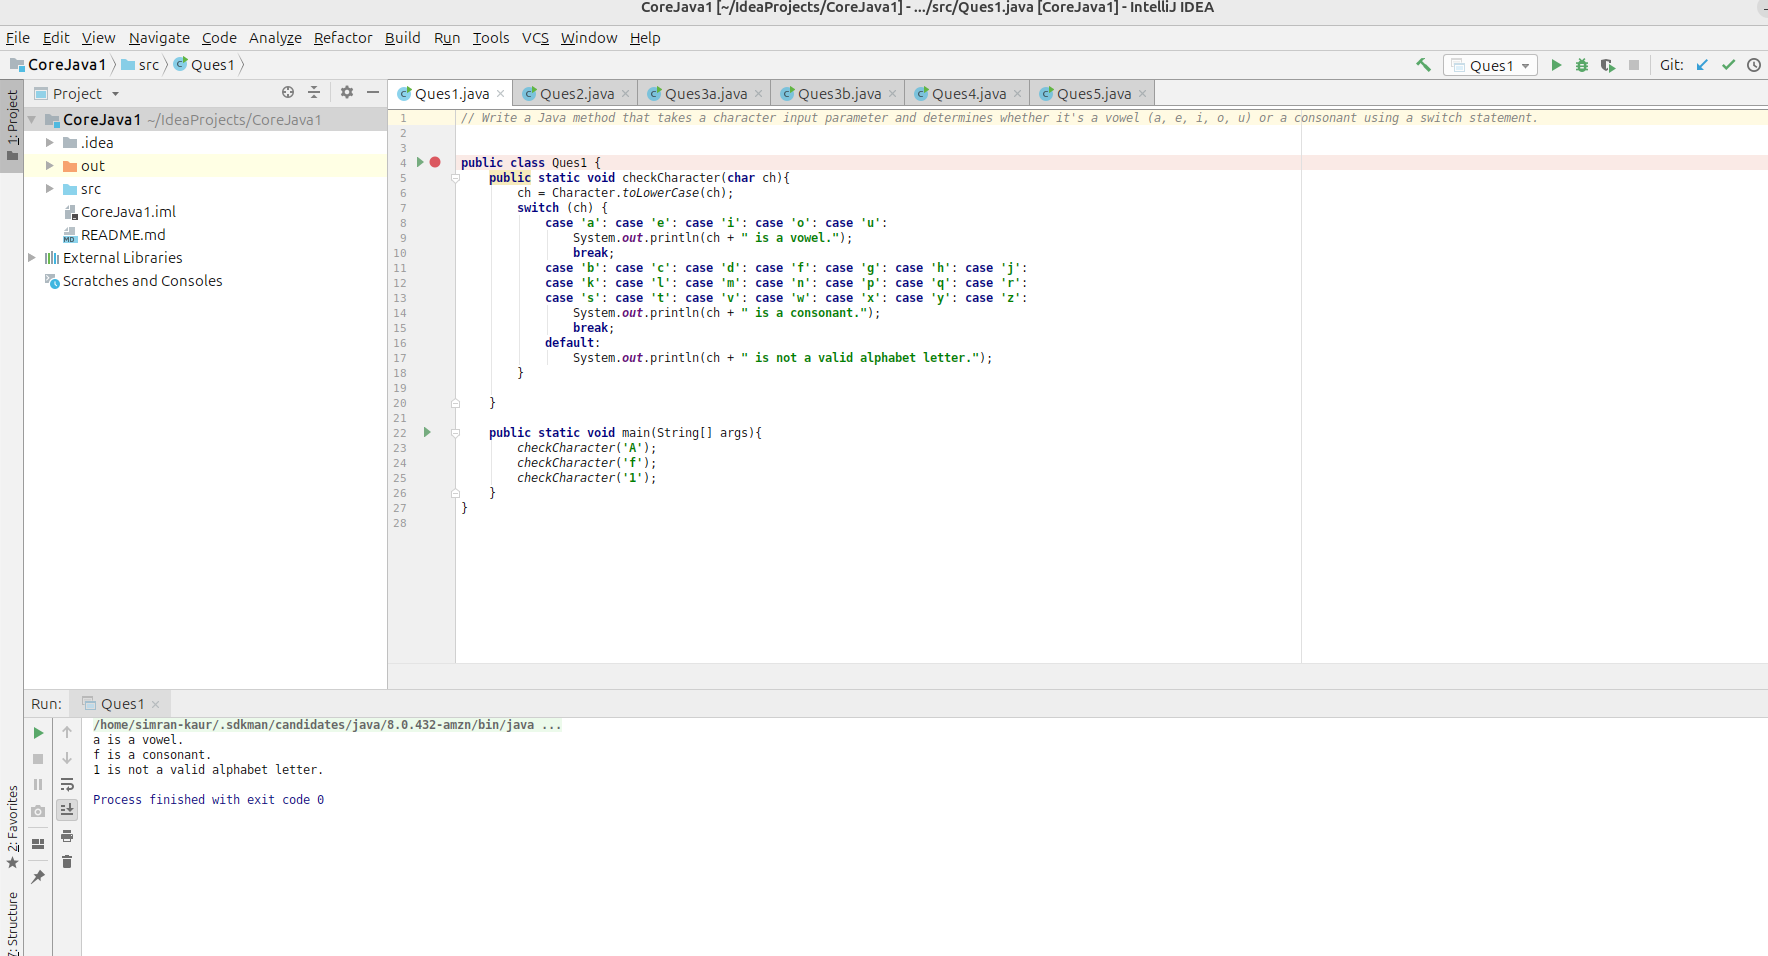 CoreJava1 [~/IdeaProjects/CoreJava1] - .../src/Ques1.java [CoreJava1] - IntelliJ IDEA
File Edit View Navigate Code Analyze Refactor Build Run Tools VCS Window Help
CoreJava1 src Ques1 Ques1 Git:
1: Project
Project
Ques1.java Ques2.java Ques3a.java Ques3b.java Ques4.java Ques5.java
CoreJava1 ~/IdeaProjects/CoreJava1
.idea
out
src
CoreJava1.iml
README.md
External Libraries
Scratches and Consoles
1 // Write a Java method that takes a character input parameter and determines whether it's a vowel (a, e, i, o, u) or a consonant using a switch statement.
2
3
4 public class Ques1 {
5 public static void checkCharacter(char ch){
6 ch = Character.toLowerCase(ch);
7 switch (ch) {
8 case 'a': case 'e': case 'i': case 'o': case 'u':
9 System.out.println(ch + " is a vowel.");
10 break;
11 case 'b': case 'c': case 'd': case 'f': case 'g': case 'h': case 'j':
12 case 'k': case 'l': case 'm': case 'n': case 'p': case 'q': case 'r':
13 case 's': case 't': case 'v': case 'w': case 'x': case 'y': case 'z':
14 System.out.println(ch + " is a consonant.");
15 break;
16 default:
17 System.out.println(ch + " is not a valid alphabet letter.");
18 }
19
20 }
21
22 public static void main(String[] args){
23 checkCharacter('A');
24 checkCharacter('f');
25 checkCharacter('1');
26 }
27 }
28
Run: Ques1
/home/simran-kaur/.sdkman/candidates/java/8.0.432-amzn/bin/java ...
a is a vowel.
f is a consonant.
1 is not a valid alphabet letter.
Process finished with exit code 0
2: Favorites
7: Structure